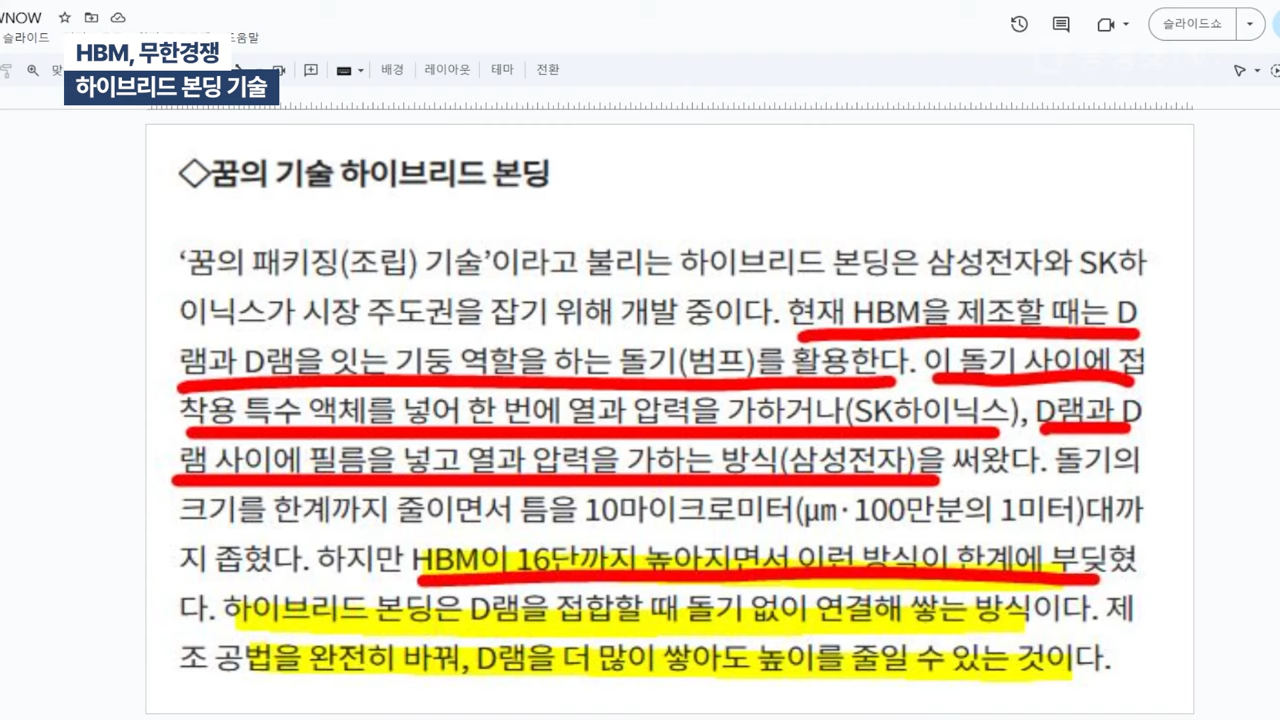 HBM, 무한경쟁
하이브리드 본딩 기술
슬라이드
도움말
슬라이드쇼
맞
배경
레이아웃
테마
전환
◇꿈의 기술 하이브리드 본딩
‘꿈의 패키징(조립) 기술’이라고 불리는 하이브리드 본딩은 삼성전자와 SK하
이닉스가 시장 주도권을 잡기 위해 개발 중이다. 현재 HBM을 제조할 때는 D
램과 D램을 잇는 기둥 역할을 하는 돌기(범프)를 활용한다. 이 돌기 사이에 접
착용 특수 액체를 넣어 한 번에 열과 압력을 가하거나(SK하이닉스), D램과 D
램 사이에 필름을 넣고 열과 압력을 가하는 방식(삼성전자)을 써왔다. 돌기의
크기를 한계까지 줄이면서 틈을 10마이크로미터(㎛·100만분의 1미터)대까
지 좁혔다. 하지만 HBM이 16단까지 높아지면서 이런 방식이 한계에 부딪혔
다. 하이브리드 본딩은 D램을 접합할 때 돌기 없이 연결해 쌓는 방식이다. 제
조 공법을 완전히 바꿔, D램을 더 많이 쌓아도 높이를 줄일 수 있는 것이다.